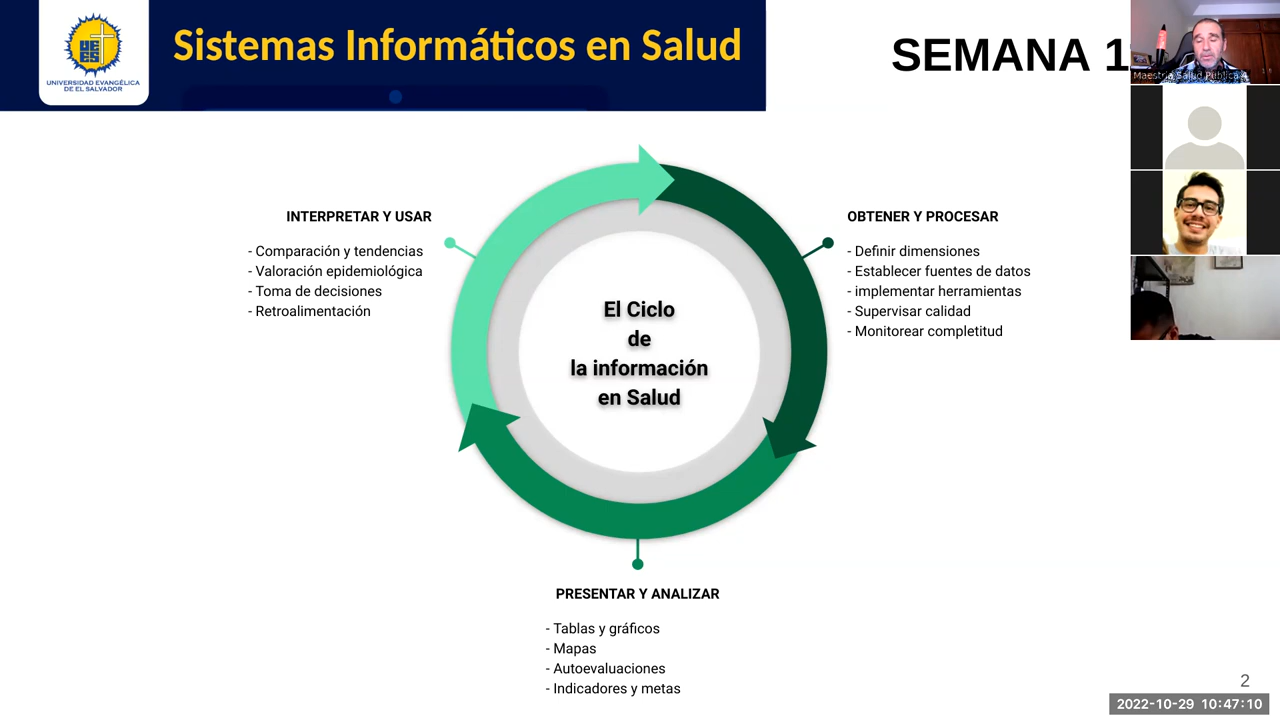 UNIVERSIDAD EVANGÉLICA
DE EL SALVADOR
Sistemas Informáticos en Salud
SEMANA 1
Maestría Salud Pública 4
INTERPRETAR Y USAR
- Comparación y tendencias
- Valoración epidemiológica
- Toma de decisiones
- Retroalimentación
OBTENER Y PROCESAR
- Definir dimensiones
- Establecer fuentes de datos
- implementar herramientas
- Supervisar calidad
- Monitorear completitud
El Ciclo
de
la información
en Salud
PRESENTAR Y ANALIZAR
- Tablas y gráficos
- Mapas
- Autoevaluaciones
- Indicadores y metas
2
2022-10-29 10:47:10